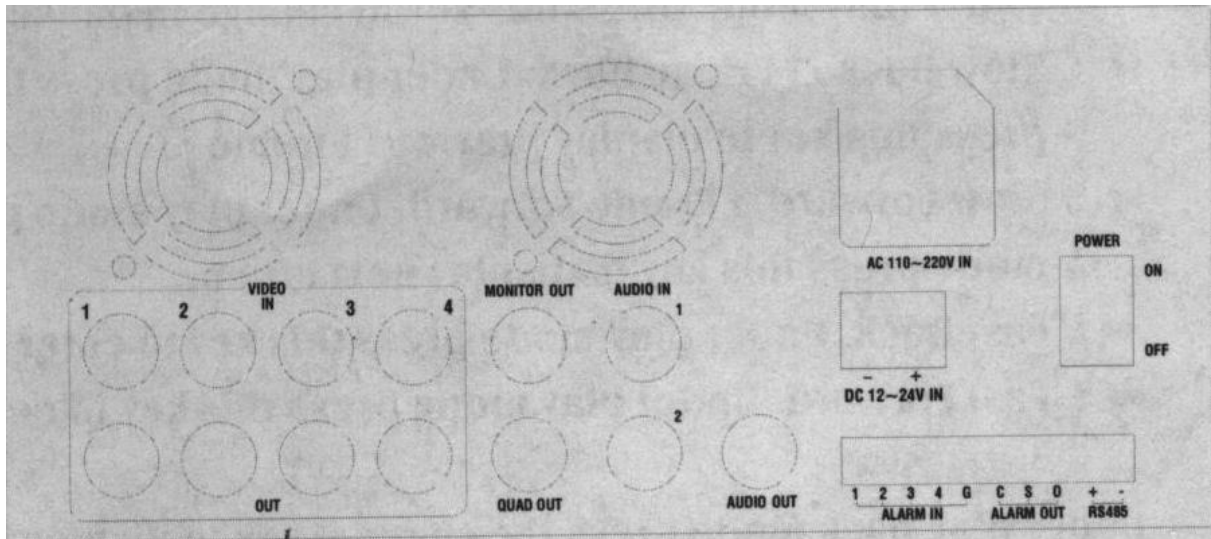 POWER
AC 110~220V IN
ON
VIDEO
IN
MONITOR OUT
AUDIO IN
1
2
3
4
1
OFF
- +
DC 12~24V IN
2
OUT
QUAD OUT
AUDIO OUT
1 2 3 4 G C S O + -
ALARM IN
ALARM OUT
RS485